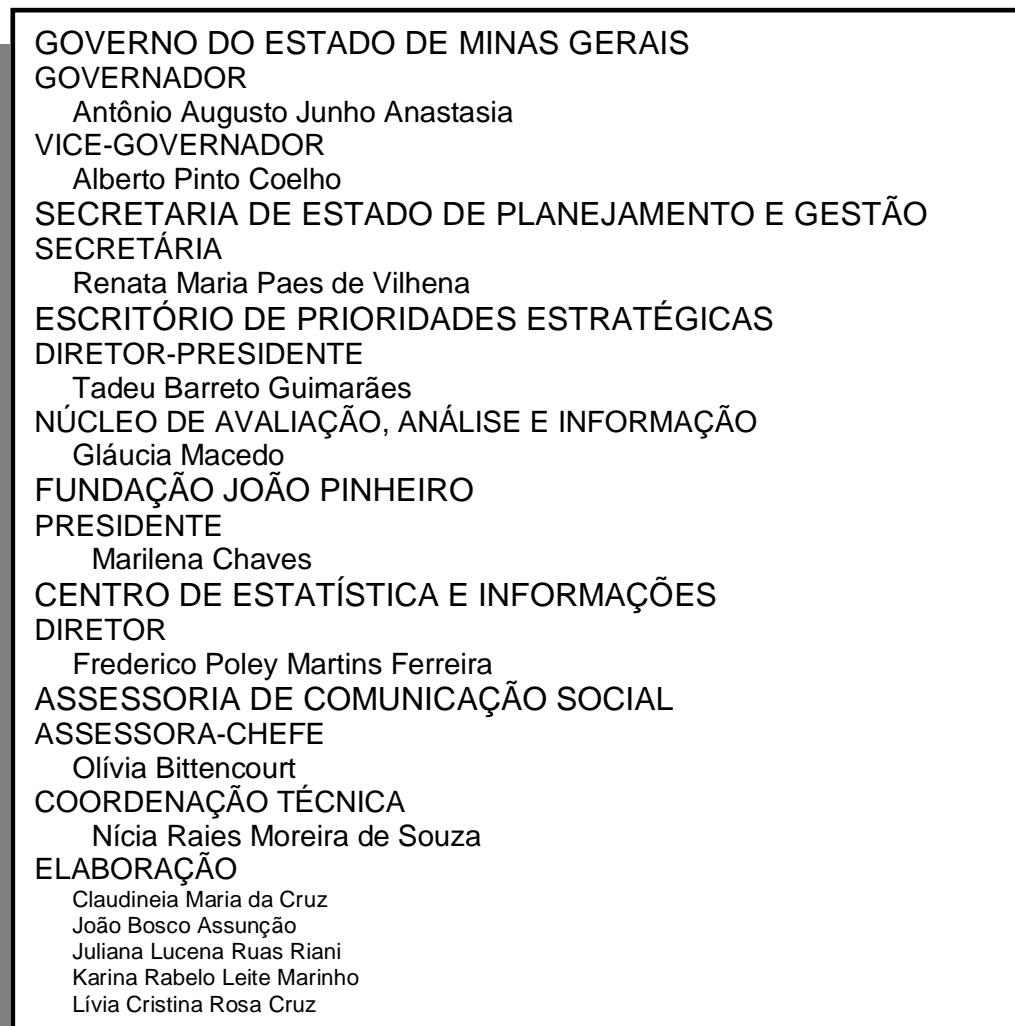 GOVERNO DO ESTADO DE MINAS GERAIS
GOVERNADOR
Antônio Augusto Junho Anastasia
VICE-GOVERNADOR
Alberto Pinto Coelho
SECRETARIA DE ESTADO DE PLANEJAMENTO E GESTÃO
SECRETÁRIA
Renata Maria Paes de Vilhena
ESCRITÓRIO DE PRIORIDADES ESTRATÉGICAS
DIRETOR-PRESIDENTE
Tadeu Barreto Guimarães
NÚCLEO DE AVALIAÇÃO, ANÁLISE E INFORMAÇÃO
Gláucia Macedo
FUNDAÇÃO JOÃO PINHEIRO
PRESIDENTE
Marilena Chaves
CENTRO DE ESTATÍSTICA E INFORMAÇÕES
DIRETOR
Frederico Poley Martins Ferreira
ASSESSORIA DE COMUNICAÇÃO SOCIAL
ASSESSORA-CHEFE
Olívia Bittencourt
COORDENAÇÃO TÉCNICA
Nícia Raies Moreira de Souza
ELABORAÇÃO
Claudineia Maria da Cruz
João Bosco Assunção
Juliana Lucena Ruas Riani
Karina Rabelo Leite Marinho
Lívia Cristina Rosa Cruz